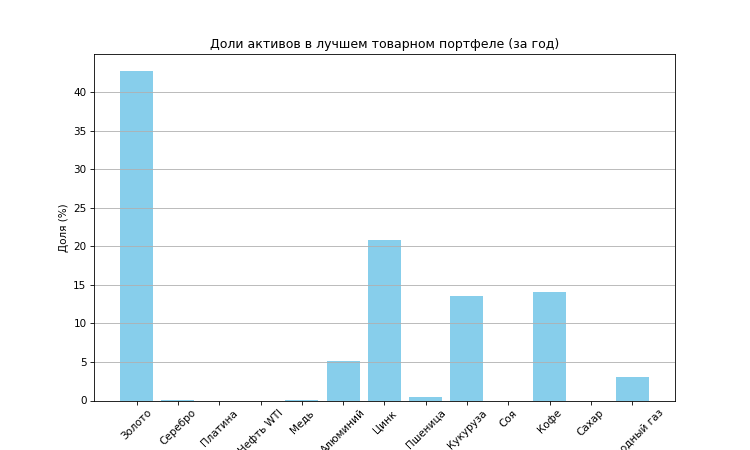 Доли активов в лучшем товарном портфеле (за год)
Доля (%)
40
35
30
25
20
15
10
5
0
Золото
Серебро
Платина
Нефть WTI
Медь
Алюминий
Цинк
Пшеница
Кукуруза
Соя
Кофе
Сахар
газ